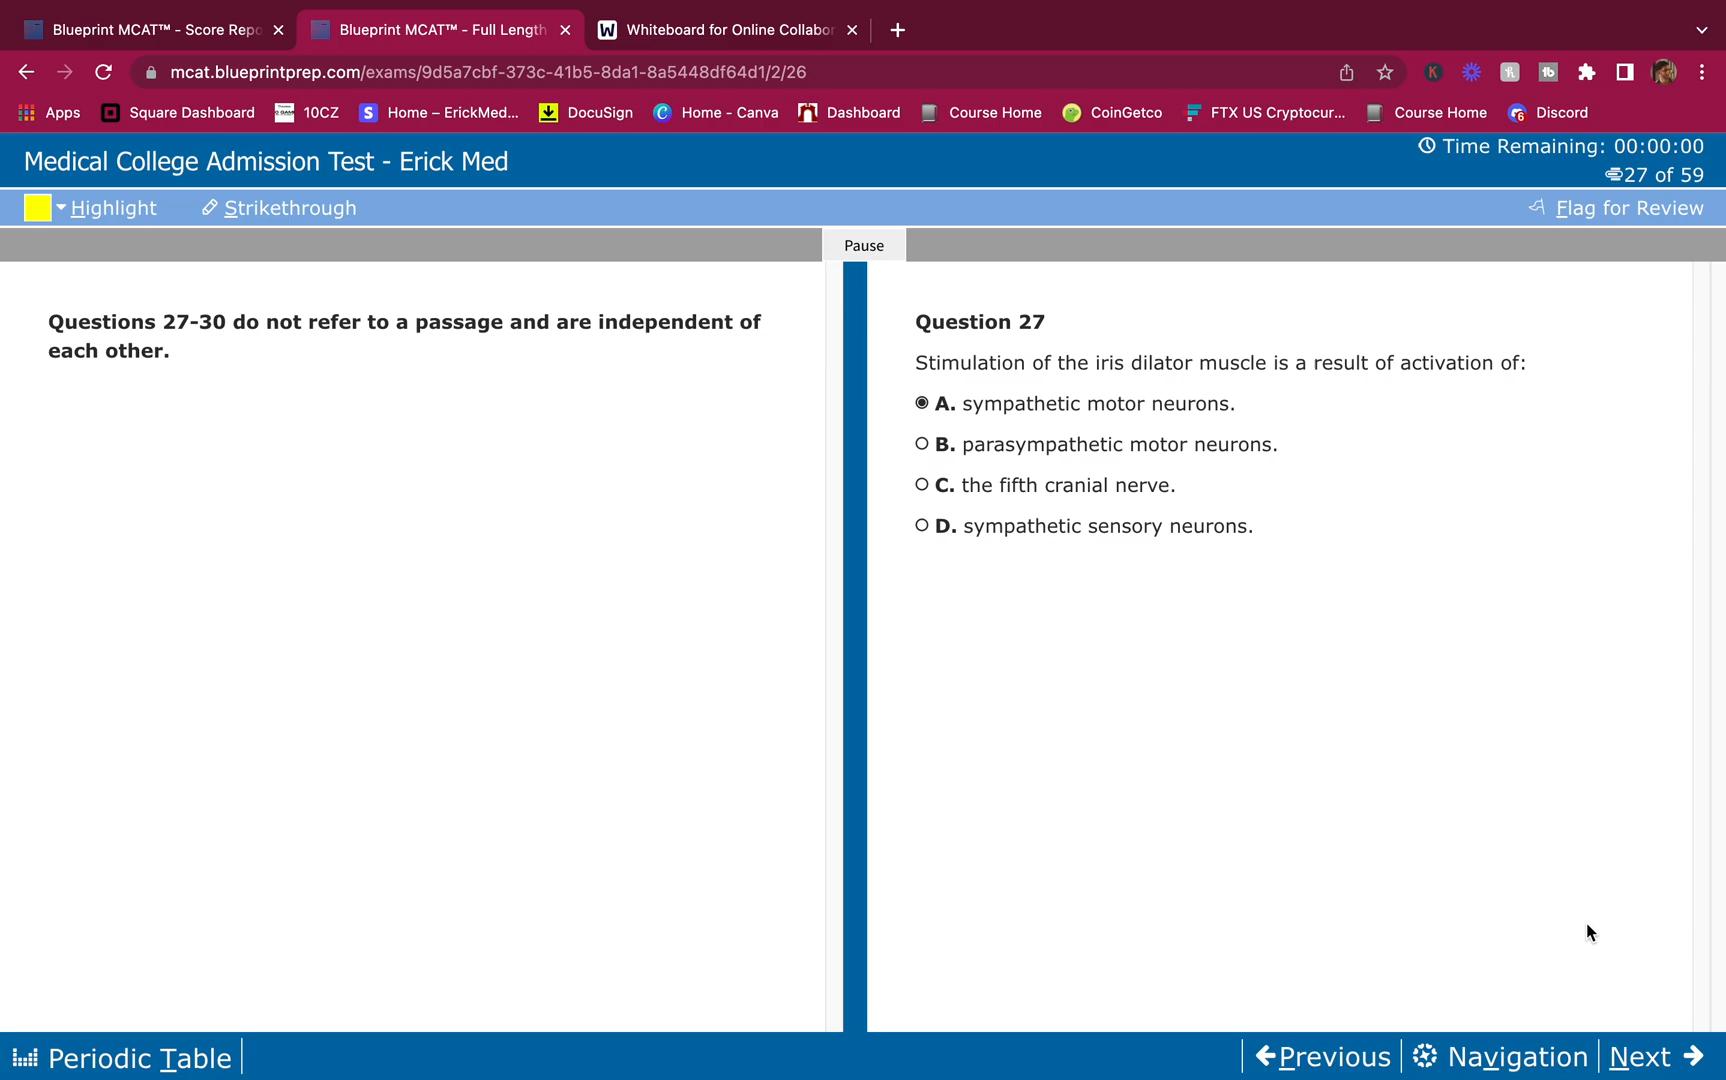 Blueprint MCAT™ - Score Repo
Blueprint MCAT™ - Full Length
W Whiteboard for Online Collabor
mcat.blueprintprep.com/exams/9d5a7cbf-373c-41b5-8da1-8a5448df64d1/2/26
Apps Square Dashboard 10CZ Home – ErickMed... DocuSign Home - Canva Dashboard Course Home CoinGetco FTX US Cryptocur... Course Home Discord
Medical College Admission Test - Erick Med
Time Remaining: 00:00:00
27 of 59
Highlight Strikethrough Flag for Review
Pause
Questions 27-30 do not refer to a passage and are independent of
each other.
Question 27
Stimulation of the iris dilator muscle is a result of activation of:
A. sympathetic motor neurons.
B. parasympathetic motor neurons.
C. the fifth cranial nerve.
D. sympathetic sensory neurons.
Periodic Table Previous Navigation Next